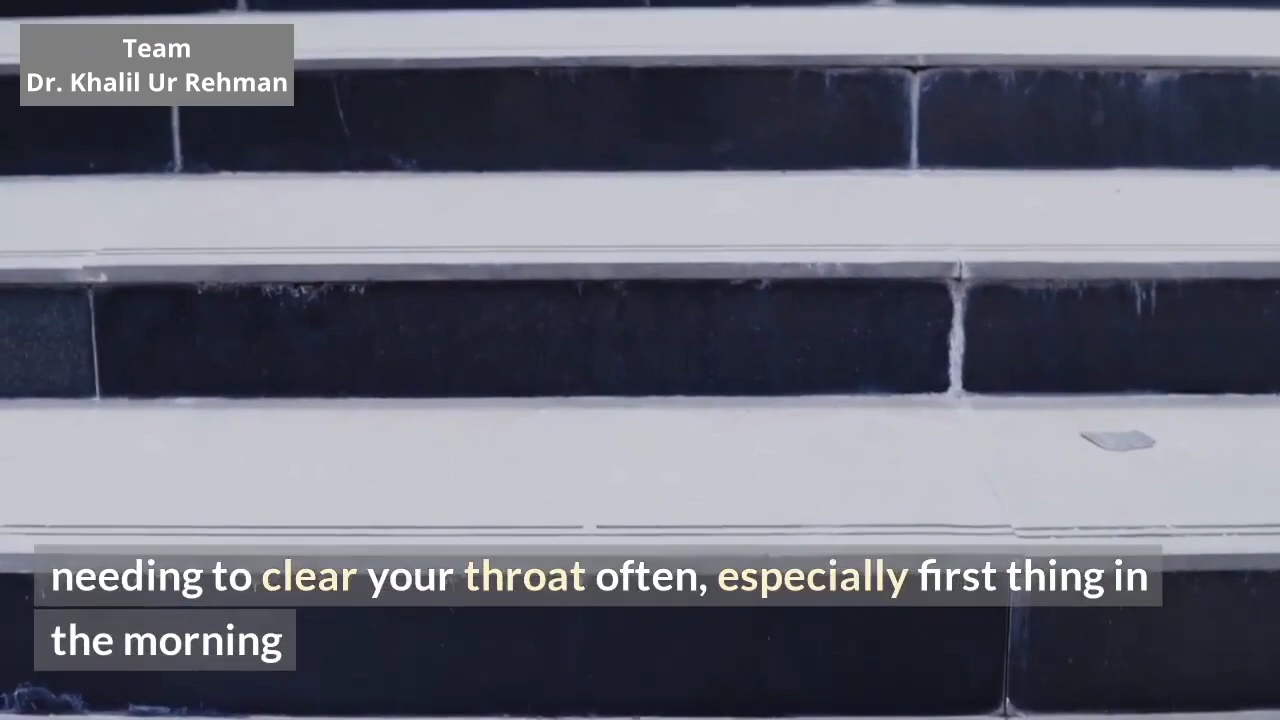 Team
Dr. Khalil Ur Rehman
needing to clear your throat often, especially first thing in
the morning